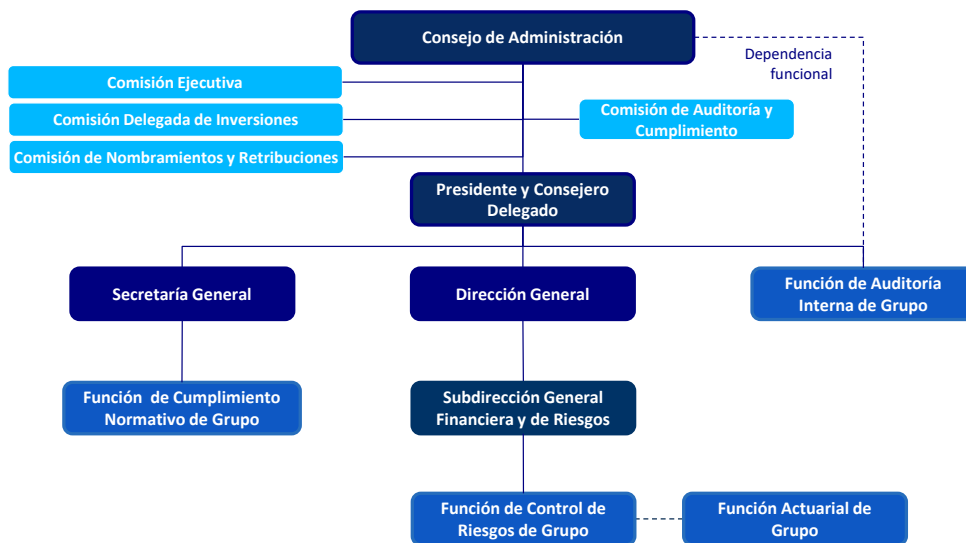 Consejo de Administración
Dependencia
funcional
Comisión Ejecutiva
Comisión Delegada de Inversiones
Comisión de Auditoría y
Cumplimiento
Comisión de Nombramientos y Retribuciones
Presidente y Consejero
Delegado
Secretaría General
Dirección General
Función de Auditoría
Interna de Grupo
Función de Cumplimiento
Normativo de Grupo
Subdirección General
Financiera y de Riesgos
Función de Control de
Riesgos de Grupo
Función Actuarial de
Grupo